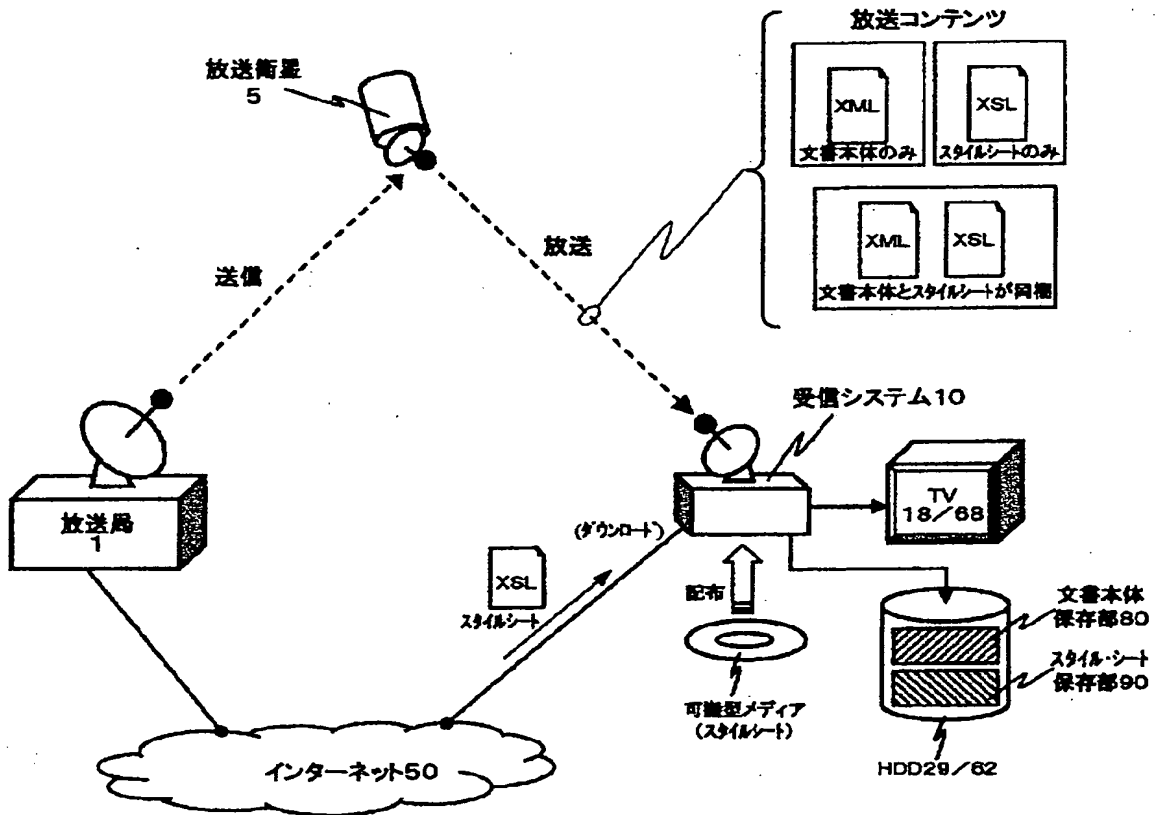 放送コンテンツ
放送衛星
5
XML
文書本体のみ
XSL
スタイルシートのみ
XML
XSL
文書本体とスタイルシートが同梱
送信
放送
受信システム10
放送局
1
TV
18/68
(ダウンロード)
XSL
スタイルシート
配布
可搬型メディア
(スタイルシート)
文書本体
保存部80
スタイル・シート
保存部90
HDD29/62
インターネット50